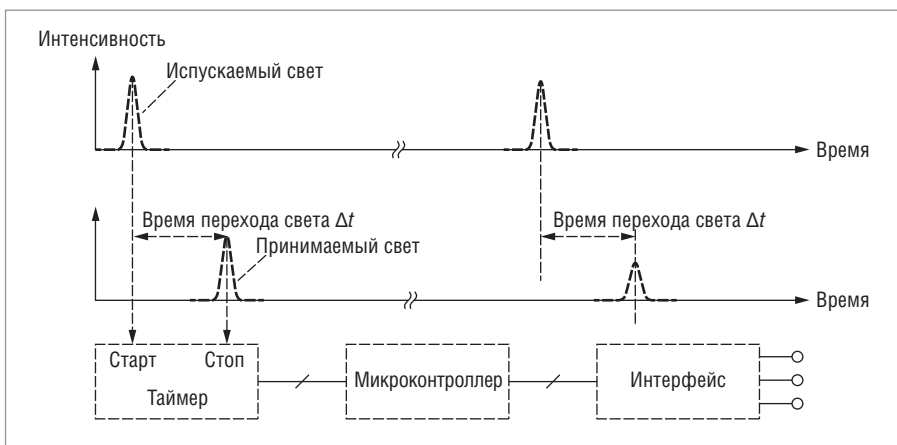 Интенсивность
Испускаемый свет
Время
Время перехода света Δt
Время перехода света Δt
Принимаемый свет
Время
Старт
Стоп
Таймер
Микроконтроллер
Интерфейс